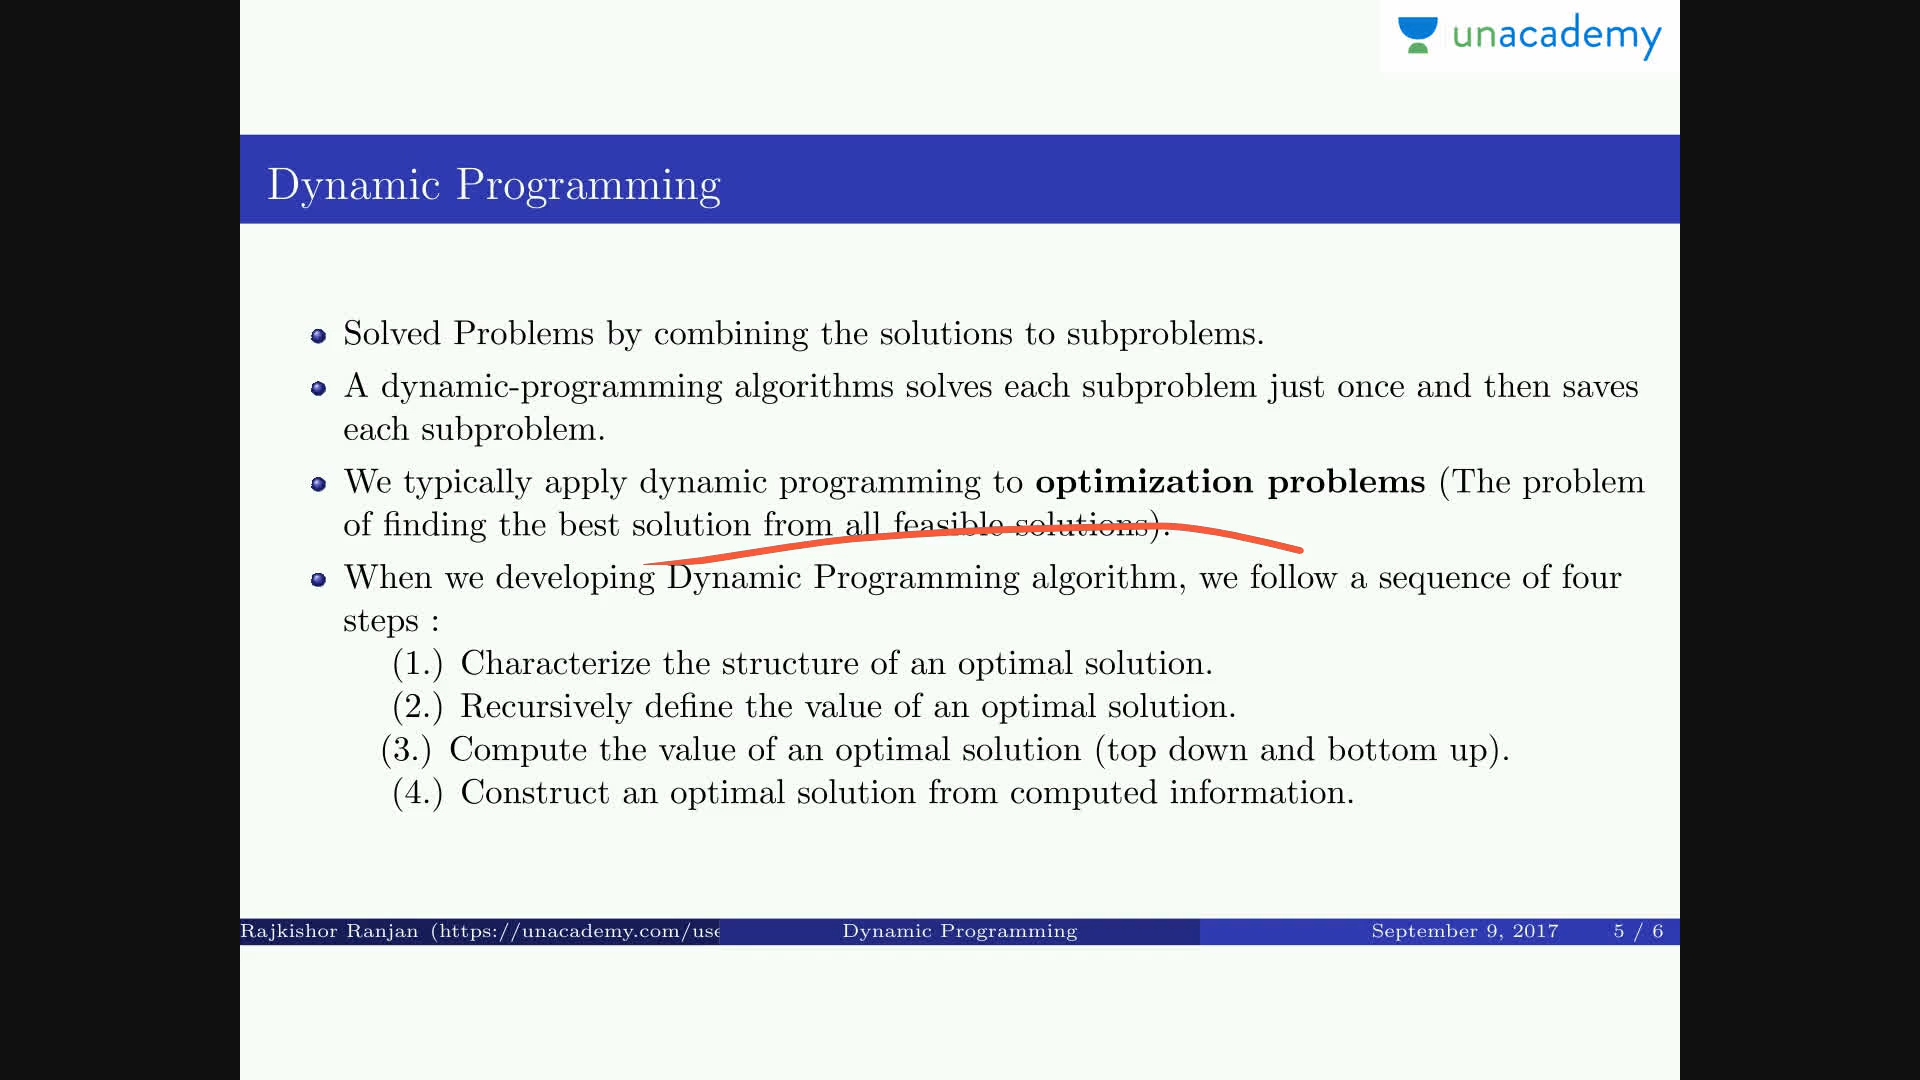 unacademy
Dynamic Programming
Solved Problems by combining the solutions to subproblems.
A dynamic-programming algorithms solves each subproblem just once and then saves
each subproblem.
We typically apply dynamic programming to optimization problems (The problem
of finding the best solution from all feasible solutions).
When we developing Dynamic Programming algorithm, we follow a sequence of four
steps :
(1.) Characterize the structure of an optimal solution.
(2.) Recursively define the value of an optimal solution.
(3.) Compute the value of an optimal solution (top down and bottom up).
(4.) Construct an optimal solution from computed information.
Rajkishor Ranjan (https://unacademy.com/use Dynamic Programming September 9, 2017 5 / 6